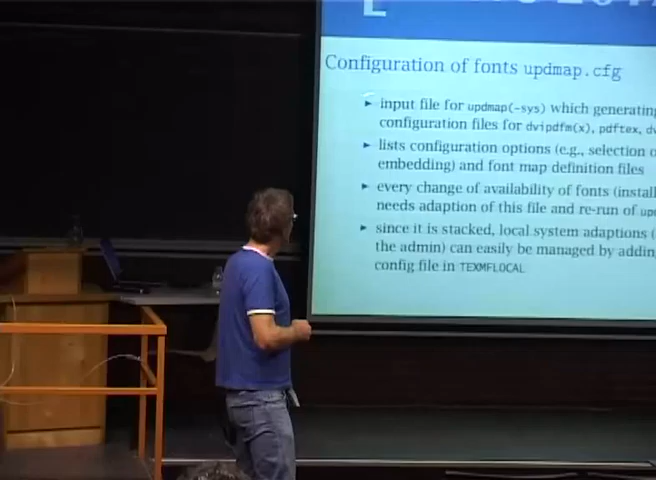 Configuration of fonts updmap.cfg
▸ input file for updmap(-sys) which generating
configuration files for dvipdfm(x), pdftex,
▸ lists configuration options (e.g., selection
embedding) and font map definition files
▸ every change of availability of fonts
needs adaption of this file and re-run of
▸ since it is stacked, local system adaptions
the admin) can easily be managed by adding
config file in TEXMFLOCAL